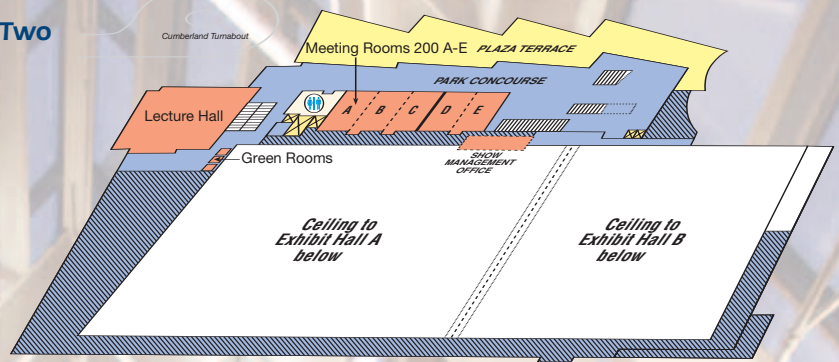 Two
Cumberland Turnabout
Meeting Rooms 200 A-E
PLAZA TERRACE
PARK CONCOURSE
Lecture Hall
A
B
C
D
E
Green Rooms
SHOW
MANAGEMENT
OFFICE
Ceiling to
Exhibit Hall A
below
Ceiling to
Exhibit Hall B
below